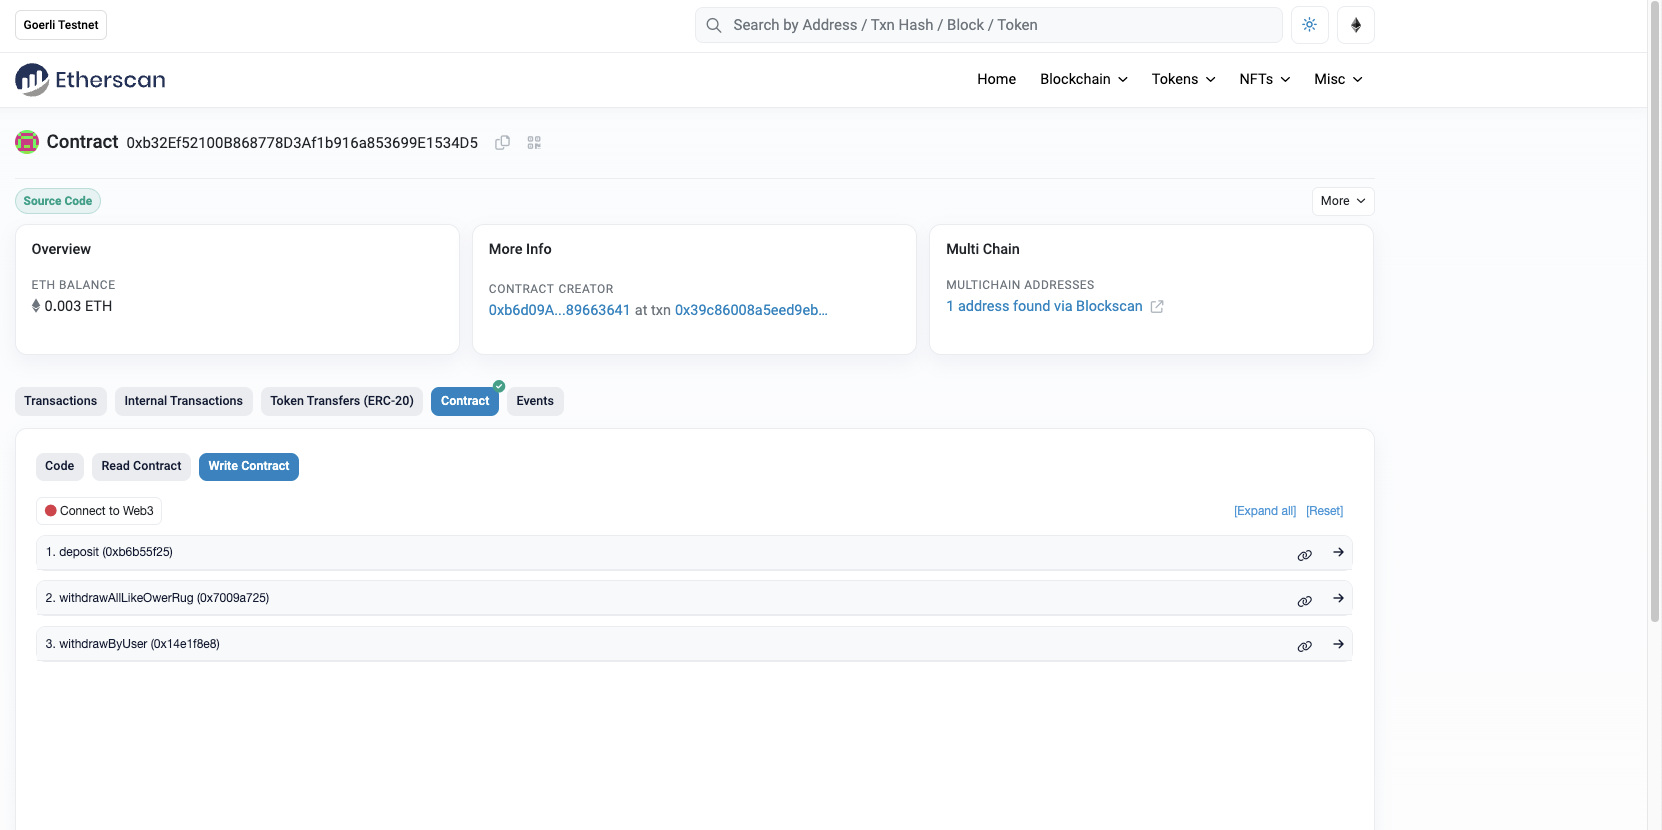 Goerli Testnet
Search by Address / Txn Hash / Block / Token
Etherscan
Home Blockchain Tokens NFTs Misc
Contract 0xb32Ef52100B868778D3Af1b916a853699E1534D5
Source Code
More
Overview
ETH BALANCE
0.003 ETH
More Info
CONTRACT CREATOR
0xb6d09A...89663641 at txn 0x39c86008a5eed9eb...
Multi Chain
MULTICHAIN ADDRESSES
1 address found via Blockscan
Transactions Internal Transactions Token Transfers (ERC-20) Contract Events
Code Read Contract Write Contract
Connect to Web3
[Expand all] [Reset]
1. deposit (0xb6b55f25)
2. withdrawAllLikeOwerRug (0x7009a725)
3. withdrawByUser (0x14e1f8e8)